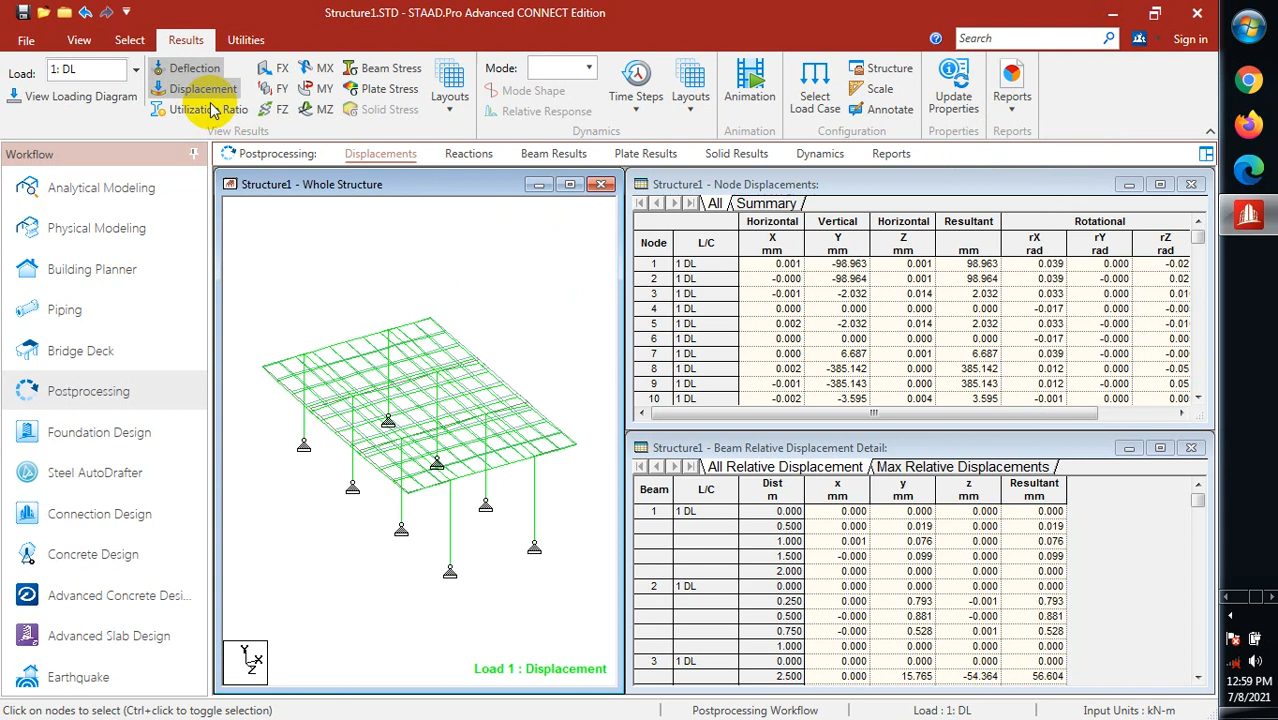 Structure1.STD - STAAD.Pro Advanced CONNECT Edition
File View Select Results Utilities Search Sign in
Load: 1: DL
View Loading Diagram
Deflection FX MX Beam Stress
Displacement FY MY Plate Stress
Utilization Ratio FZ MZ Solid Stress
View Results
Layouts
Mode:
Mode Shape
Relative Response
Time Steps
Layouts
Dynamics
Animation
Animation
Select Load Case
Structure
Scale
Annotate
Configuration
Update Properties
Properties
Reports
Reports
Workflow
Postprocessing: Displacements Reactions Beam Results Plate Results Solid Results Dynamics Reports
Analytical Modeling
Physical Modeling
Building Planner
Piping
Bridge Deck
Postprocessing
Foundation Design
Steel AutoDrafter
Connection Design
Concrete Design
Advanced Concrete Desi...
Advanced Slab Design
Earthquake
Structure1 - Whole Structure
Y
X
Z
Load 1 : Displacement
Structure1 - Node Displacements:
All Summary
Horizontal Vertical Horizontal Resultant Rotational
Node L/C X mm Y mm Z mm mm rX rad rY rad rZ rad
1 1 DL 0.001 -98.963 0.001 98.963 0.039 0.000 -0.02
2 1 DL -0.000 -98.964 0.001 98.964 0.039 0.000 0.02
3 1 DL -0.001 -2.032 0.014 2.032 0.033 0.000 0.01
4 1 DL 0.000 0.000 0.000 0.000 -0.017 0.000 0.00
5 1 DL 0.002 -2.032 0.014 2.032 0.033 -0.000 -0.01
6 1 DL 0.000 0.000 0.000 0.000 -0.017 -0.000 -0.00
7 1 DL 0.000 6.687 0.001 6.687 0.039 0.000 -0.00
8 1 DL 0.002 -385.142 0.000 385.142 0.012 0.000 -0.05
9 1 DL -0.001 -385.143 0.000 385.143 0.012 -0.000 0.05
10 1 DL -0.002 -3.595 0.004 3.595 -0.001 0.000 0.04
Structure1 - Beam Relative Displacement Detail:
All Relative Displacement Max Relative Displacements
Beam L/C Dist m x mm y mm z mm Resultant mm
1 1 DL 0.000 0.000 0.000 0.000 0.000
0.500 0.000 0.019 0.000 0.019
1.000 0.001 0.076 0.000 0.076
1.500 -0.000 0.099 0.000 0.099
2.000 0.000 0.000 0.000 0.000
2 1 DL 0.000 0.000 0.000 0.000 0.000
0.250 0.000 0.793 -0.001 0.793
0.500 -0.000 0.881 -0.000 0.881
0.750 -0.000 0.528 0.001 0.528
1.000 0.000 0.000 0.000 0.000
3 1 DL 0.000 0.000 0.000 0.000 0.000
2.500 0.000 15.765 -54.364 56.604
Click on nodes to select (Ctrl+click to toggle selection) Postprocessing Workflow Load : 1: DL Input Units : kN-m
12:59 PM
7/8/2021